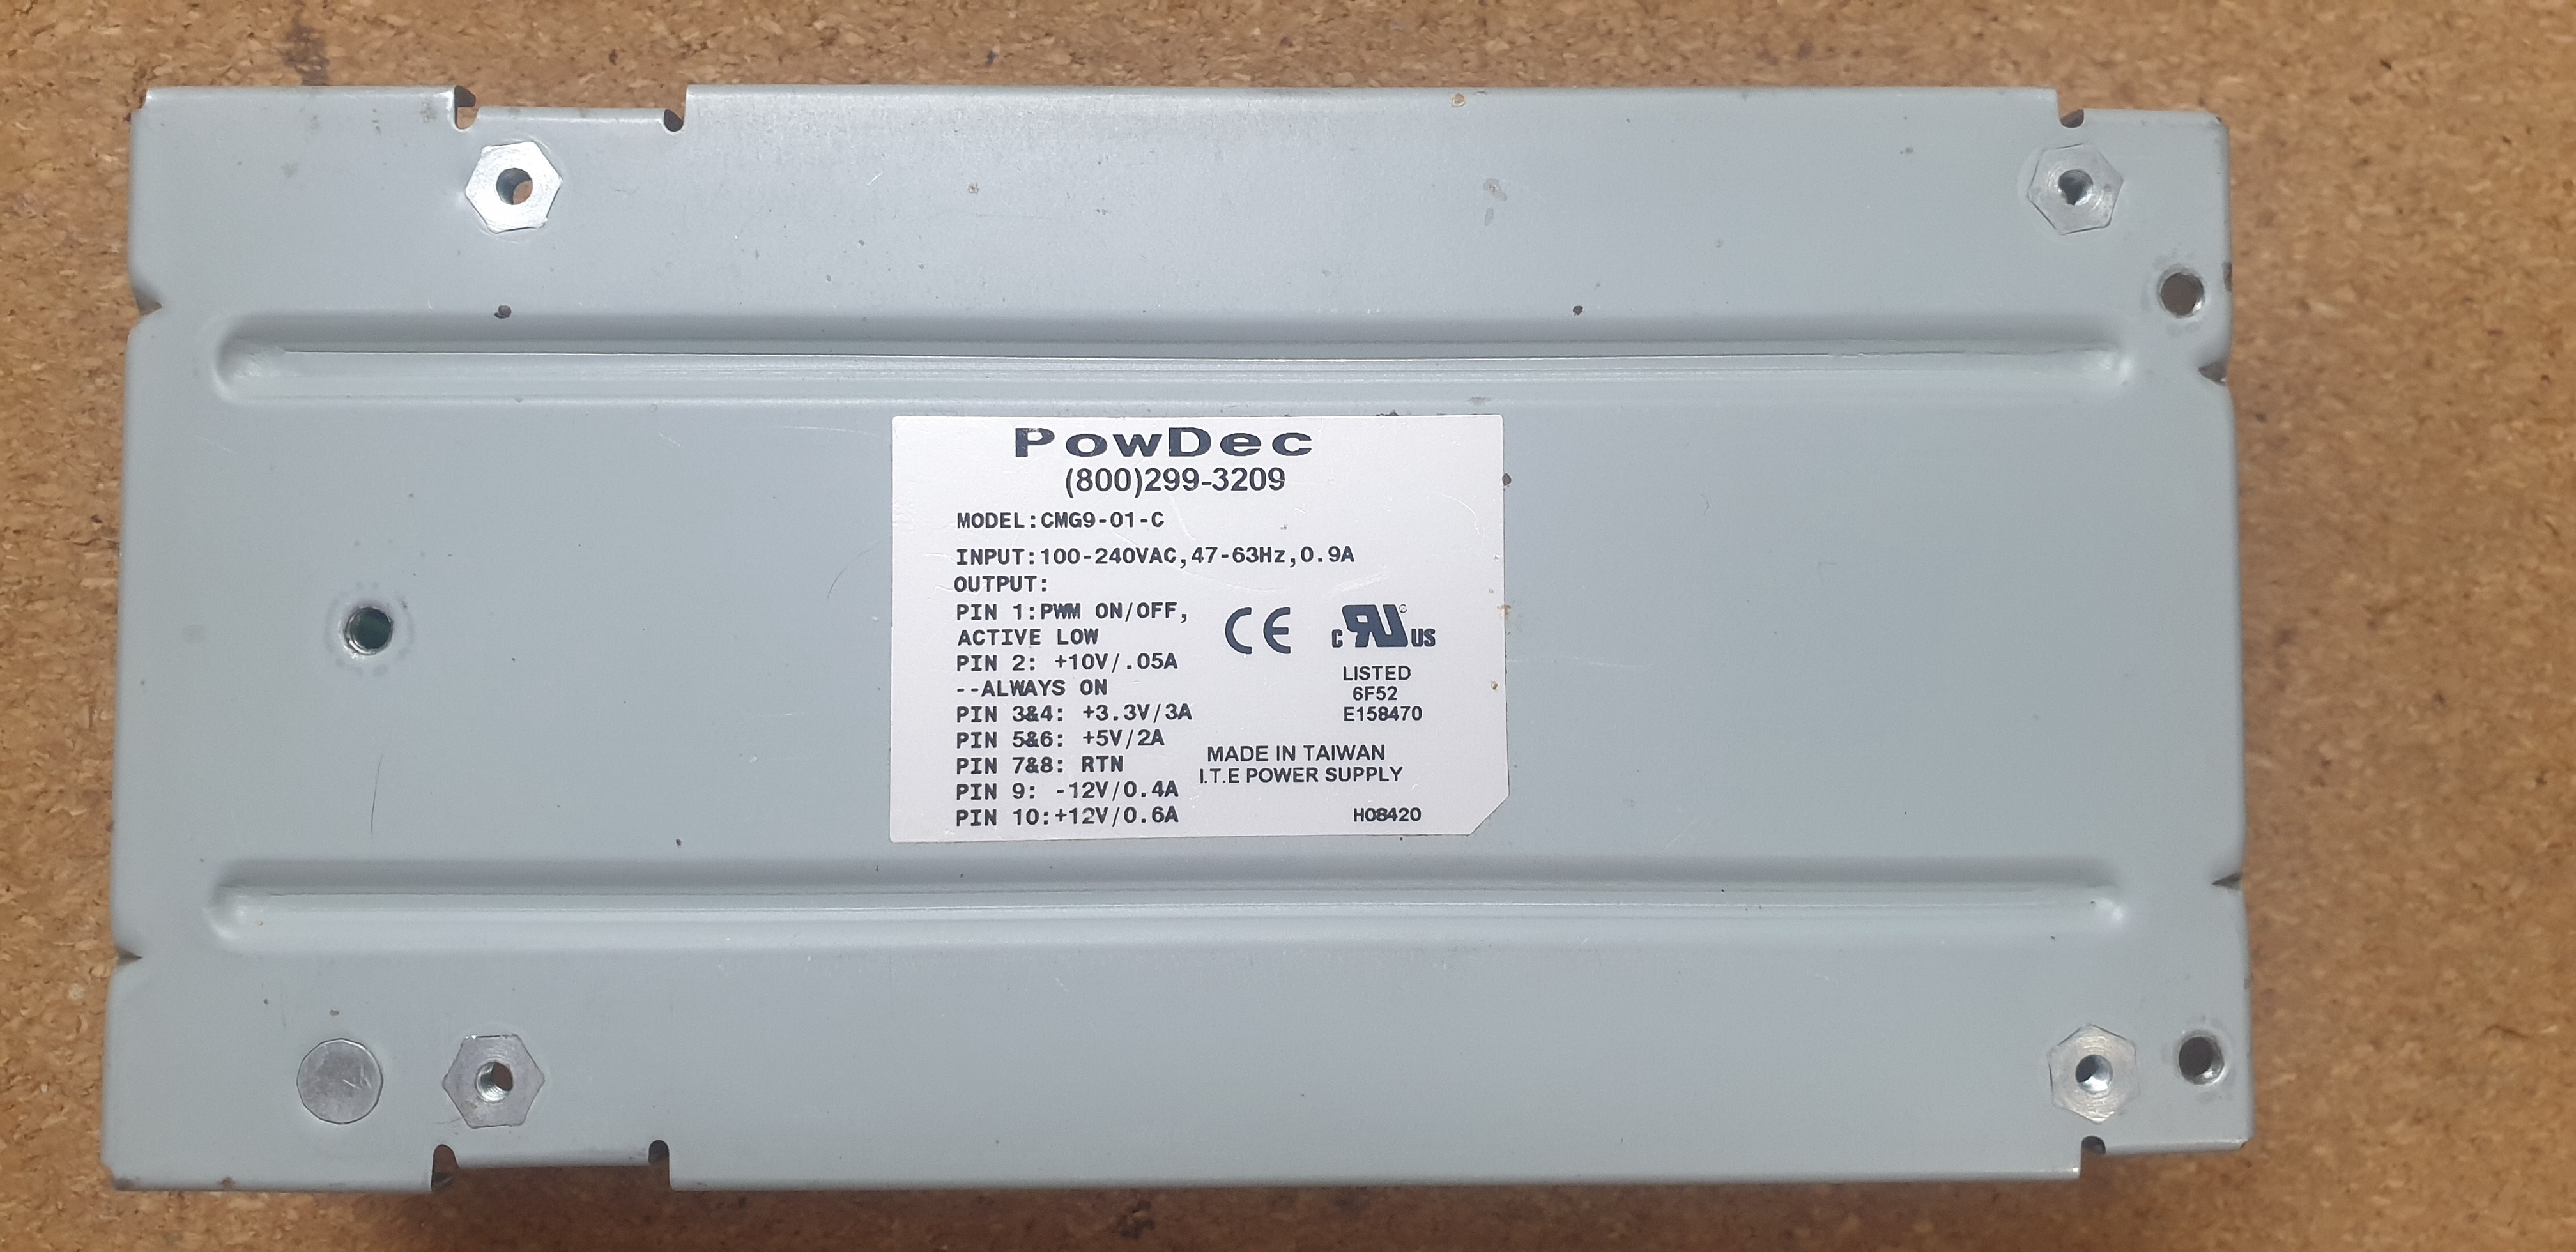 PowDec
(800)299-3209
MODEL:CMG9-01-C
INPUT:100-240VAC,47-63Hz,0.9A
OUTPUT:
PIN 1:PWM ON/OFF,
ACTIVE LOW
PIN 2: +10V/.05A
--ALWAYS ON
PIN 3&4: +3.3V/3A
PIN 5&6: +5V/2A
PIN 7&8: RTN
PIN 9: -12V/0.4A
PIN 10:+12V/0.6A
CE
c RU US
LISTED
6F52
E158470
MADE IN TAIWAN
I.T.E POWER SUPPLY
H08420